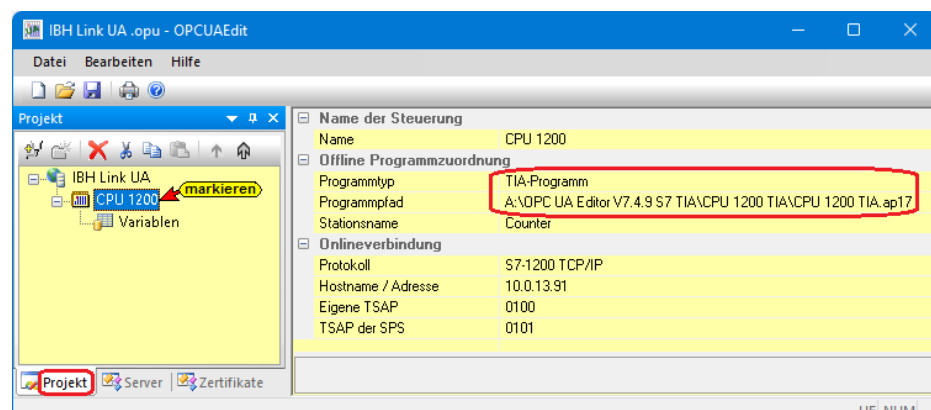 IBH Link UA .opu - OPCUAEdit
Datei Bearbeiten Hilfe
Projekt
IBH Link UA
CPU 1200
markieren
Variablen
Projekt Server Zertifikate
Name der Steuerung
Name CPU 1200
Offline Programmzuordnung
Programmtyp TIA-Programm
Programmpfad A:\OPC UA Editor V7.4.9 S7 TIA\CPU 1200 TIA\CPU 1200 TIA.ap17
Stationsname Counter
Onlineverbindung
Protokoll S7-1200 TCP/IP
Hostname / Adresse 10.0.13.91
Eigene TSAP 0100
TSAP der SPS 0101
NUM